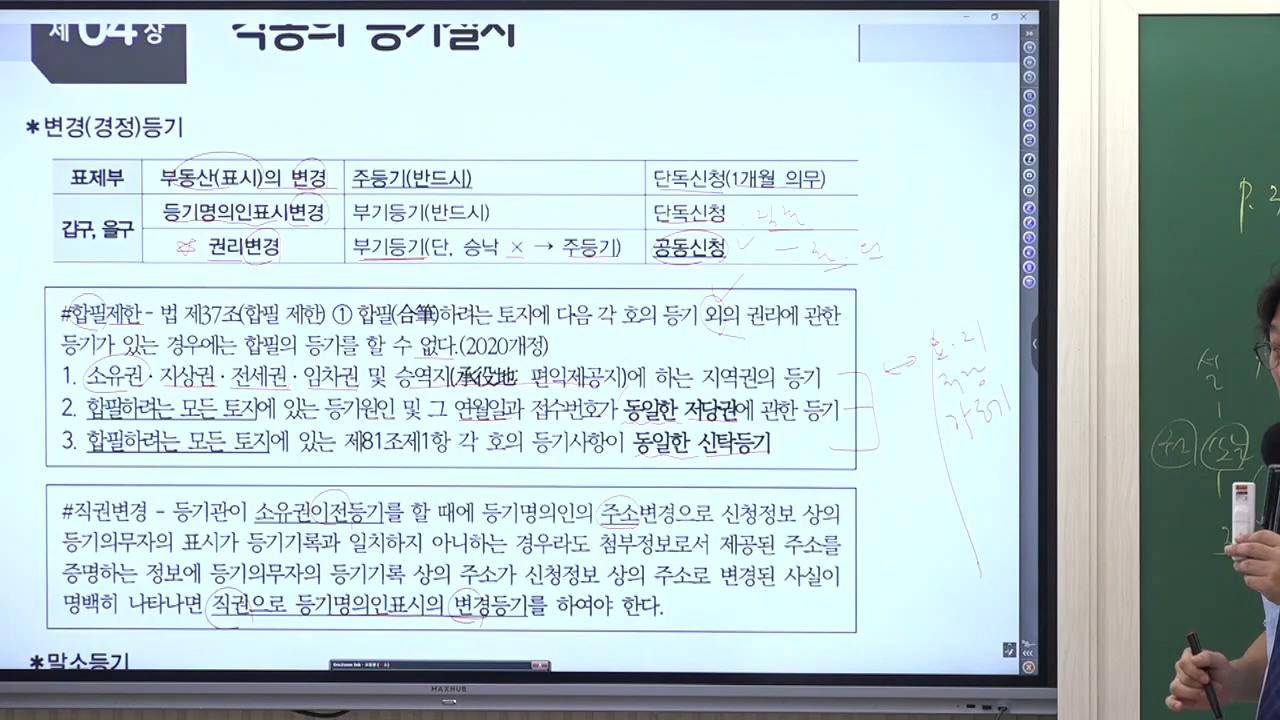 제 04 장 각종의 등기절차
*변경(경정)등기
표제부 부동산(표시)의 변경 주등기(반드시) 단독신청(1개월 의무)
갑구, 을구 등기명의인표시변경 부기등기(반드시) 단독신청
권리변경 부기등기(단, 승낙 × → 주등기) 공동신청
#합필제한 - 법 제37조(합필 제한) ① 합필(合筆)하려는 토지에 다음 각 호의 등기 외의 권리에 관한
등기가 있는 경우에는 합필의 등기를 할 수 없다.(2020개정)
1. 소유권·지상권·전세권·임차권 및 승역지(承役地: 편익제공지)에 하는 지역권의 등기
2. 합필하려는 모든 토지에 있는 등기원인 및 그 연월일과 접수번호가 동일한 저당권에 관한 등기
3. 합필하려는 모든 토지에 있는 제81조제1항 각 호의 등기사항이 동일한 신탁등기
#직권변경 - 등기관이 소유권이전등기를 할 때에 등기명의인의 주소변경으로 신청정보 상의
등기의무자의 표시가 등기기록과 일치하지 아니하는 경우라도 첨부정보로서 제공된 주소를
증명하는 정보에 등기의무자의 등기기록 상의 주소가 신청정보 상의 주소로 변경된 사실이
명백히 나타나면 직권으로 등기명의인표시의 변경등기를 하여야 한다.
*말소등기
MAXHUB